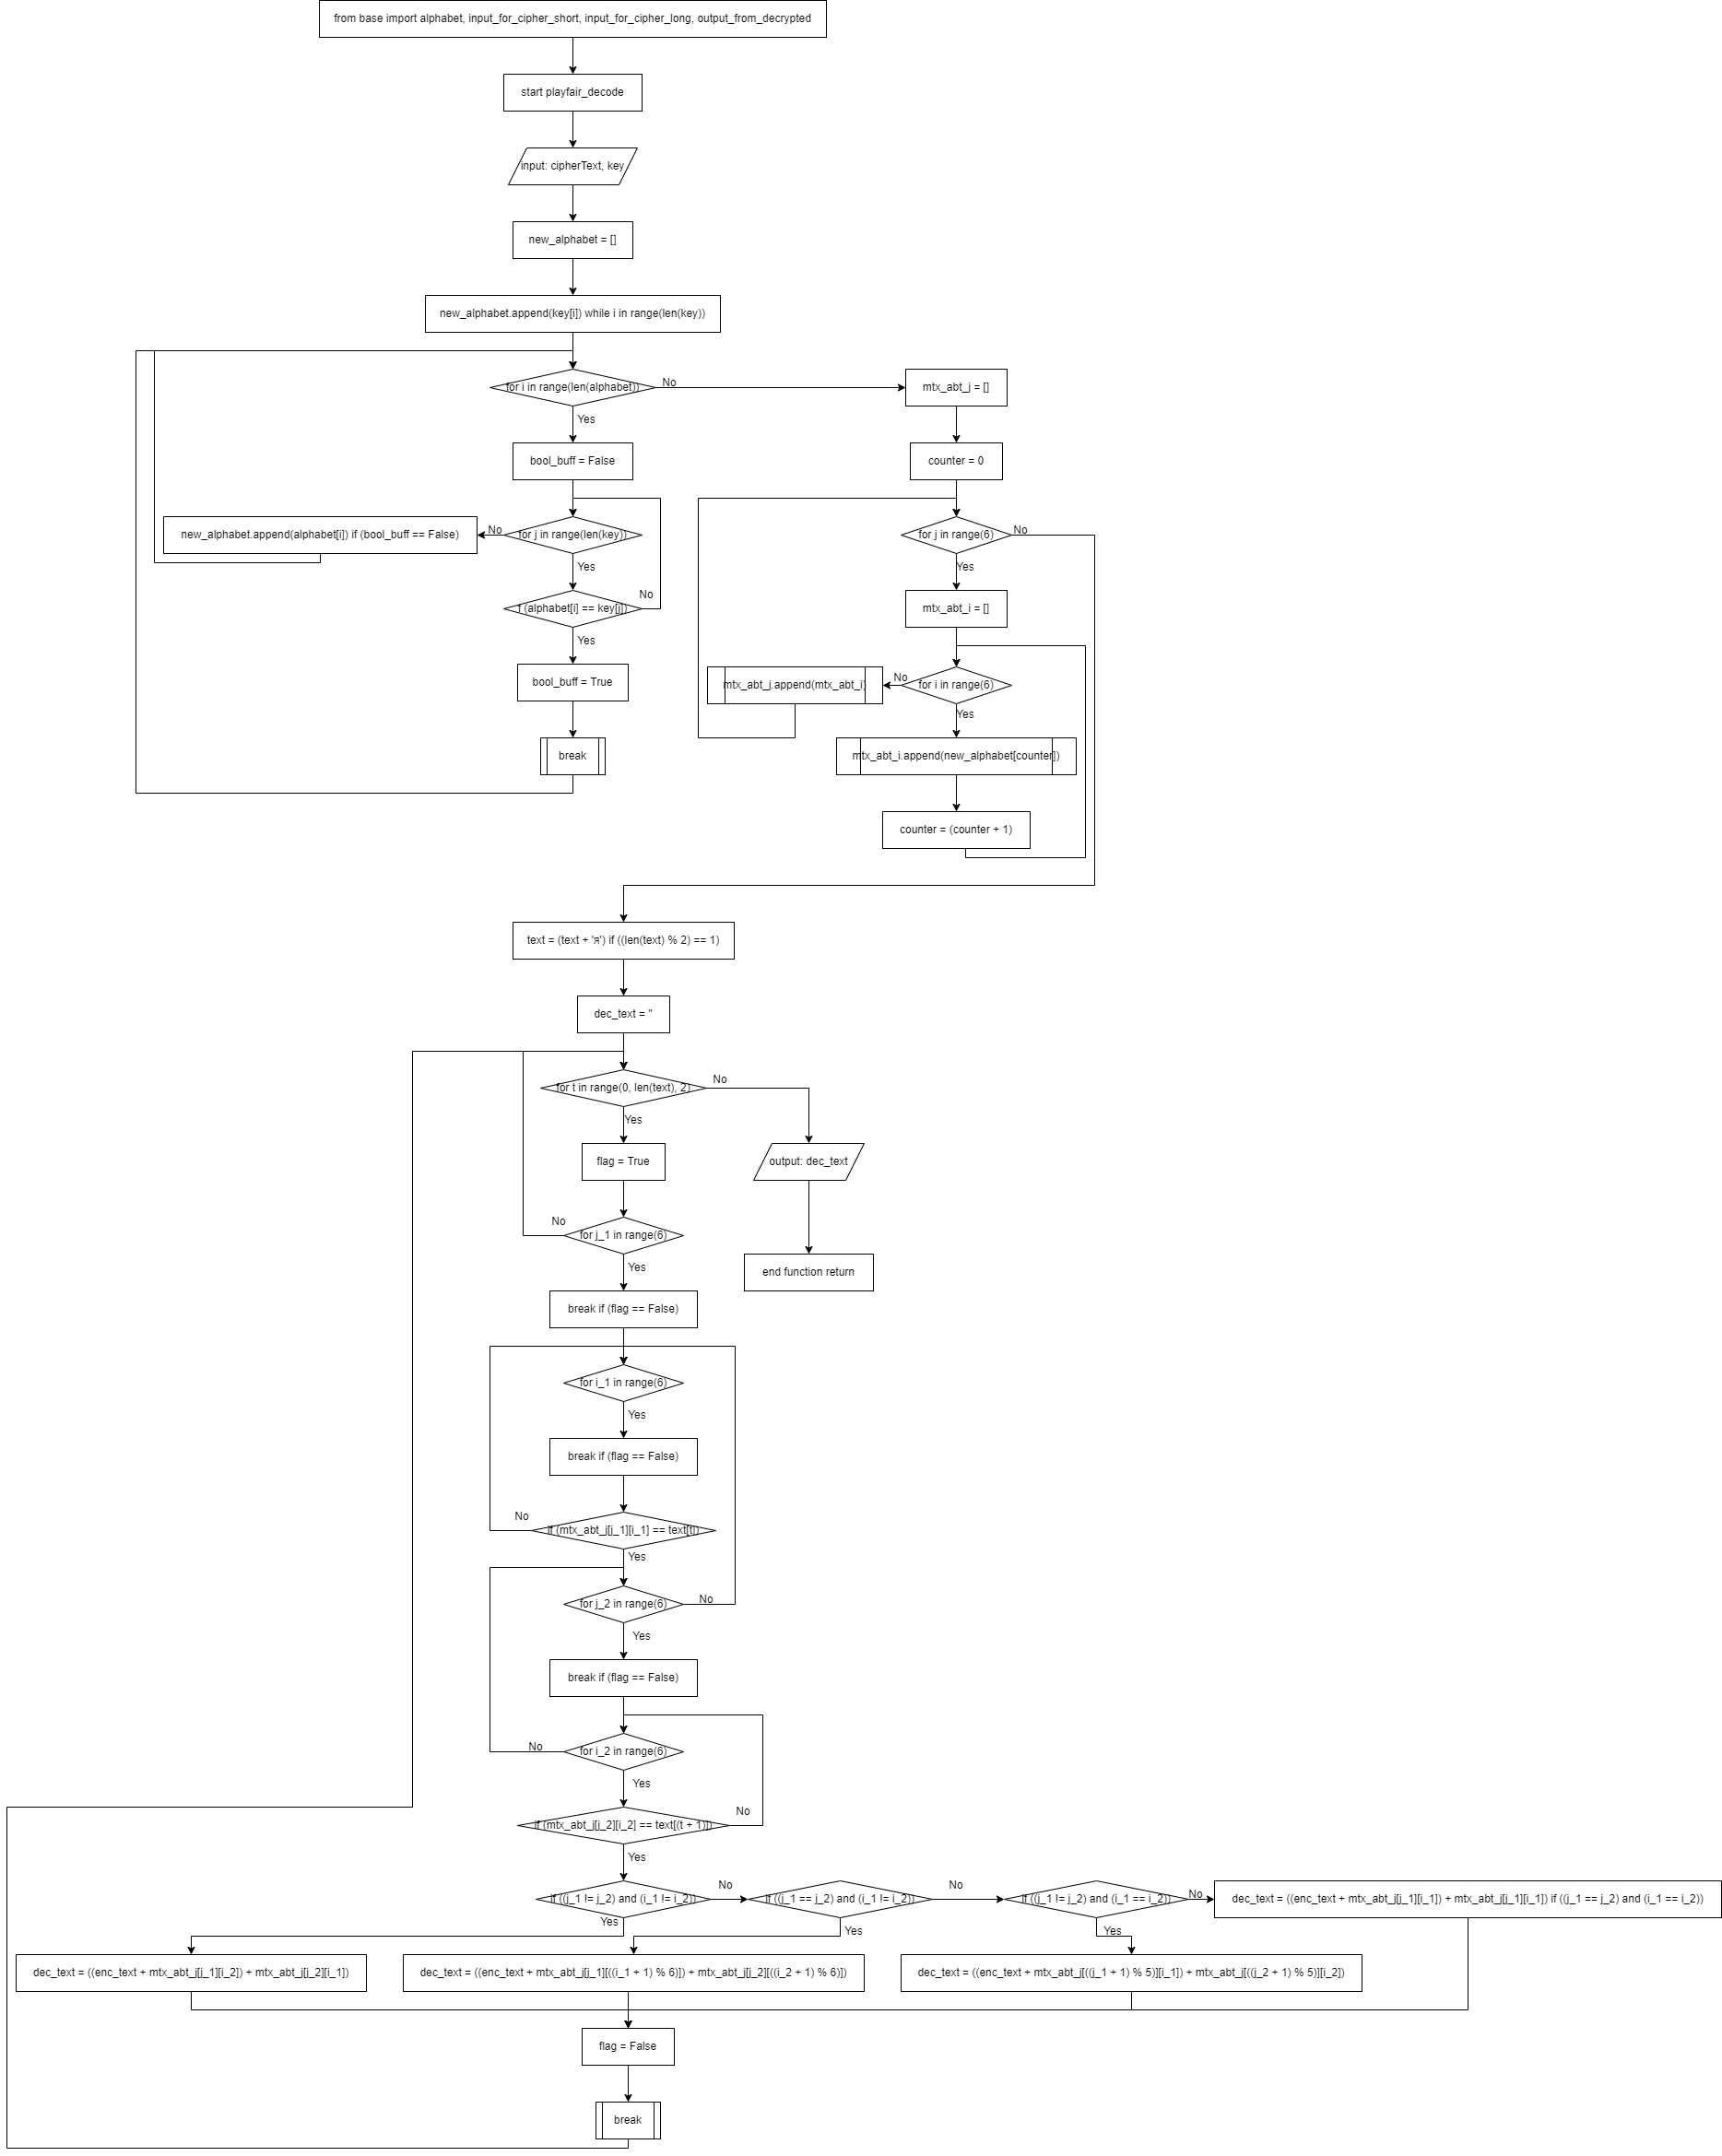 from base import alphabet, input_for_cipher_short, input_for_cipher_long, output_from_decrypted
start playfair_decode
input: cipherText, key
new_alphabet = []
new_alphabet.append(key[i]) while i in range(len(key))
for i in range(len(alphabet))
No
mtx_abt_j = []
Yes
bool_buff = False
counter = 0
new_alphabet.append(alphabet[i]) if (bool_buff == False)
No
for j in range(len(key))
for j in range(6)
No
Yes
Yes
f (alphabet[i] == key[j])
No
mtx_abt_i = []
Yes
bool_buff = True
mtx_abt_j.append(mtx_abt_i)
No
for i in range(6)
Yes
break
mtx_abt_i.append(new_alphabet[counter])
counter = (counter + 1)
text = (text + 'я') if ((len(text) % 2) == 1)
dec_text = ''
for t in range(0, len(text), 2)
No
Yes
flag = True
output: dec_text
No
for j_1 in range(6)
Yes
end function return
break if (flag == False)
for i_1 in range(6)
Yes
break if (flag == False)
No
if (mtx_abt_j[j_1][i_1] == text[t])
Yes
for j_2 in range(6)
No
Yes
break if (flag == False)
No
for i_2 in range(6)
Yes
if (mtx_abt_j[j_2][i_2] == text[(t + 1)])
No
Yes
if ((j_1 != j_2) and (i_1 != i_2))
No
if ((j_1 == j_2) and (i_1 != i_2))
No
if ((j_1 != j_2) and (i_1 == i_2))
No
dec_text = ((enc_text + mtx_abt_j[j_1][i_1]) + mtx_abt_j[j_1][i_1]) if ((j_1 == j_2) and (i_1 == i_2))
Yes
Yes
Yes
dec_text = ((enc_text + mtx_abt_j[j_1][i_2]) + mtx_abt_j[j_2][i_1])
dec_text = ((enc_text + mtx_abt_j[j_1][((i_1 + 1) % 6)]) + mtx_abt_j[j_2][((i_2 + 1) % 6)])
dec_text = ((enc_text + mtx_abt_j[((j_1 + 1) % 5)][i_1]) + mtx_abt_j[((j_2 + 1) % 5)][i_2])
flag = False
break